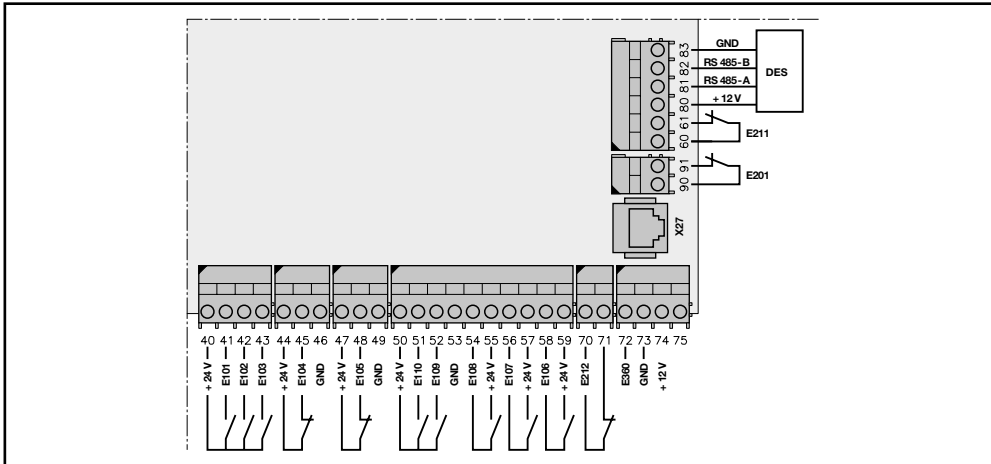 83 GND
82 RS 485-B
81 RS 485-A
80 + 12 V
DES
61
60
E211
91
90
E201
X27
40 41 42 43 44 45 46 47 48 49 50 51 52 53 54 55 56 57 58 59 70 71 72 73 74 75
+ 24 V
E101
E102
E103
+ 24 V
E104
GND
+ 24 V
E105
GND
+ 24 V
E110
E109
GND
E108
+ 24 V
E107
+ 24 V
E106
+ 24 V
E212
E360
GND
+ 12 V